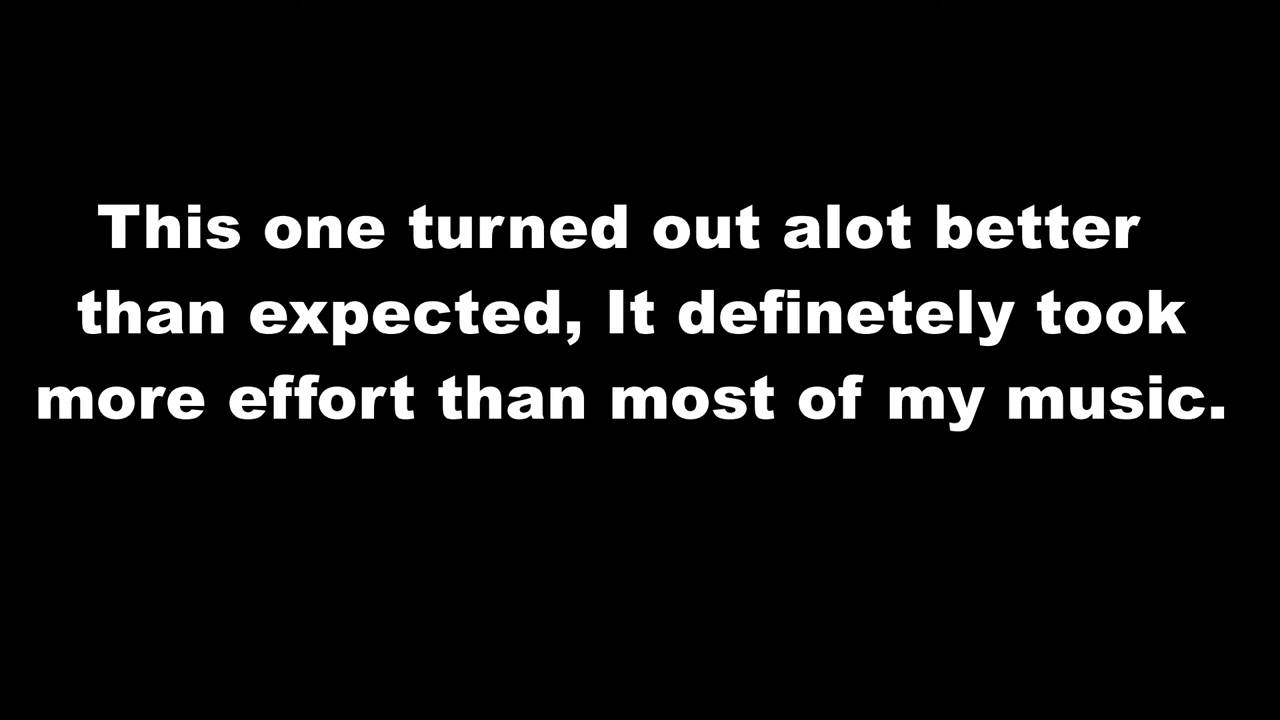 This one turned out alot better
than expected, It definetely took
more effort than most of my music.